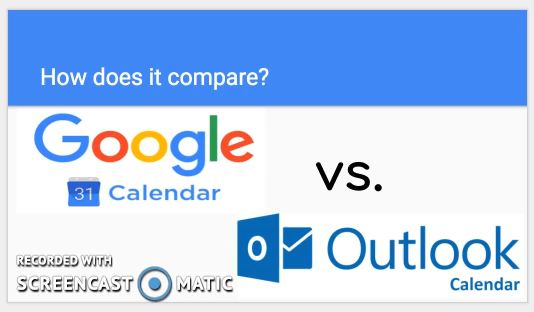 How does it compare?
Google
31 Calendar
vs.
O Outlook
Calendar
RECORDED WITH
SCREENCAST MATIC